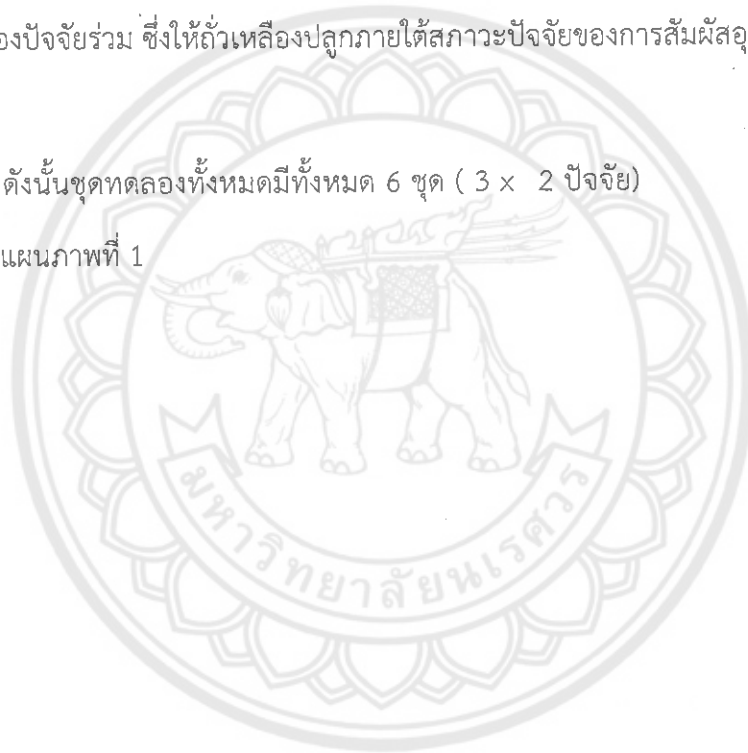 องปัจจัยร่วม ซึ่งให้ถั่วเหลืองปลูกภายใต้สภาวะปัจจัยของการสัมผัสอุ
ดังนั้นชุดทดลองทั้งหมดมีทั้งหมด 6 ชุด ( 3 x 2 ปัจจัย)
แผนภาพที่ 1
มหาวิทยาลัยนเรศวร